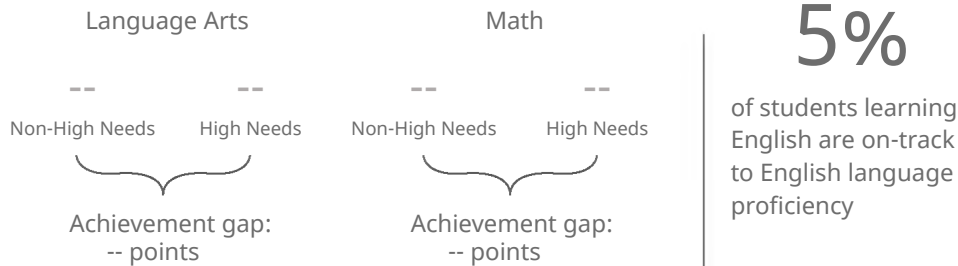 Language Arts
--
--
Non-High Needs
High Needs
Achievement gap:
-- points
Math
--
--
Non-High Needs
High Needs
Achievement gap:
-- points
5%
of students learning
English are on-track
to English language
proficiency